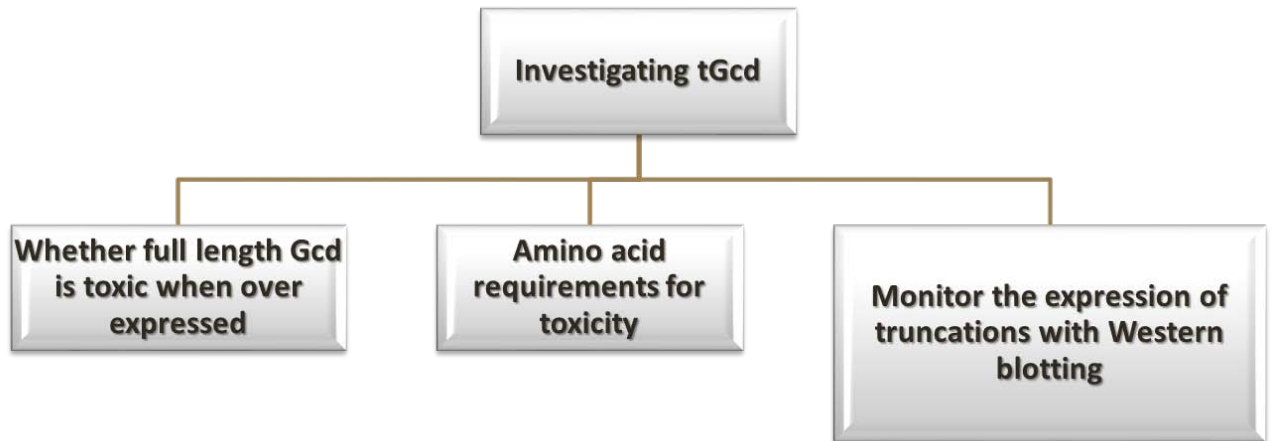 Investigating tGcd
Whether full length Gcd
is toxic when over
expressed
Amino acid
requirements for
toxicity
Monitor the expression of
truncations with Western
blotting